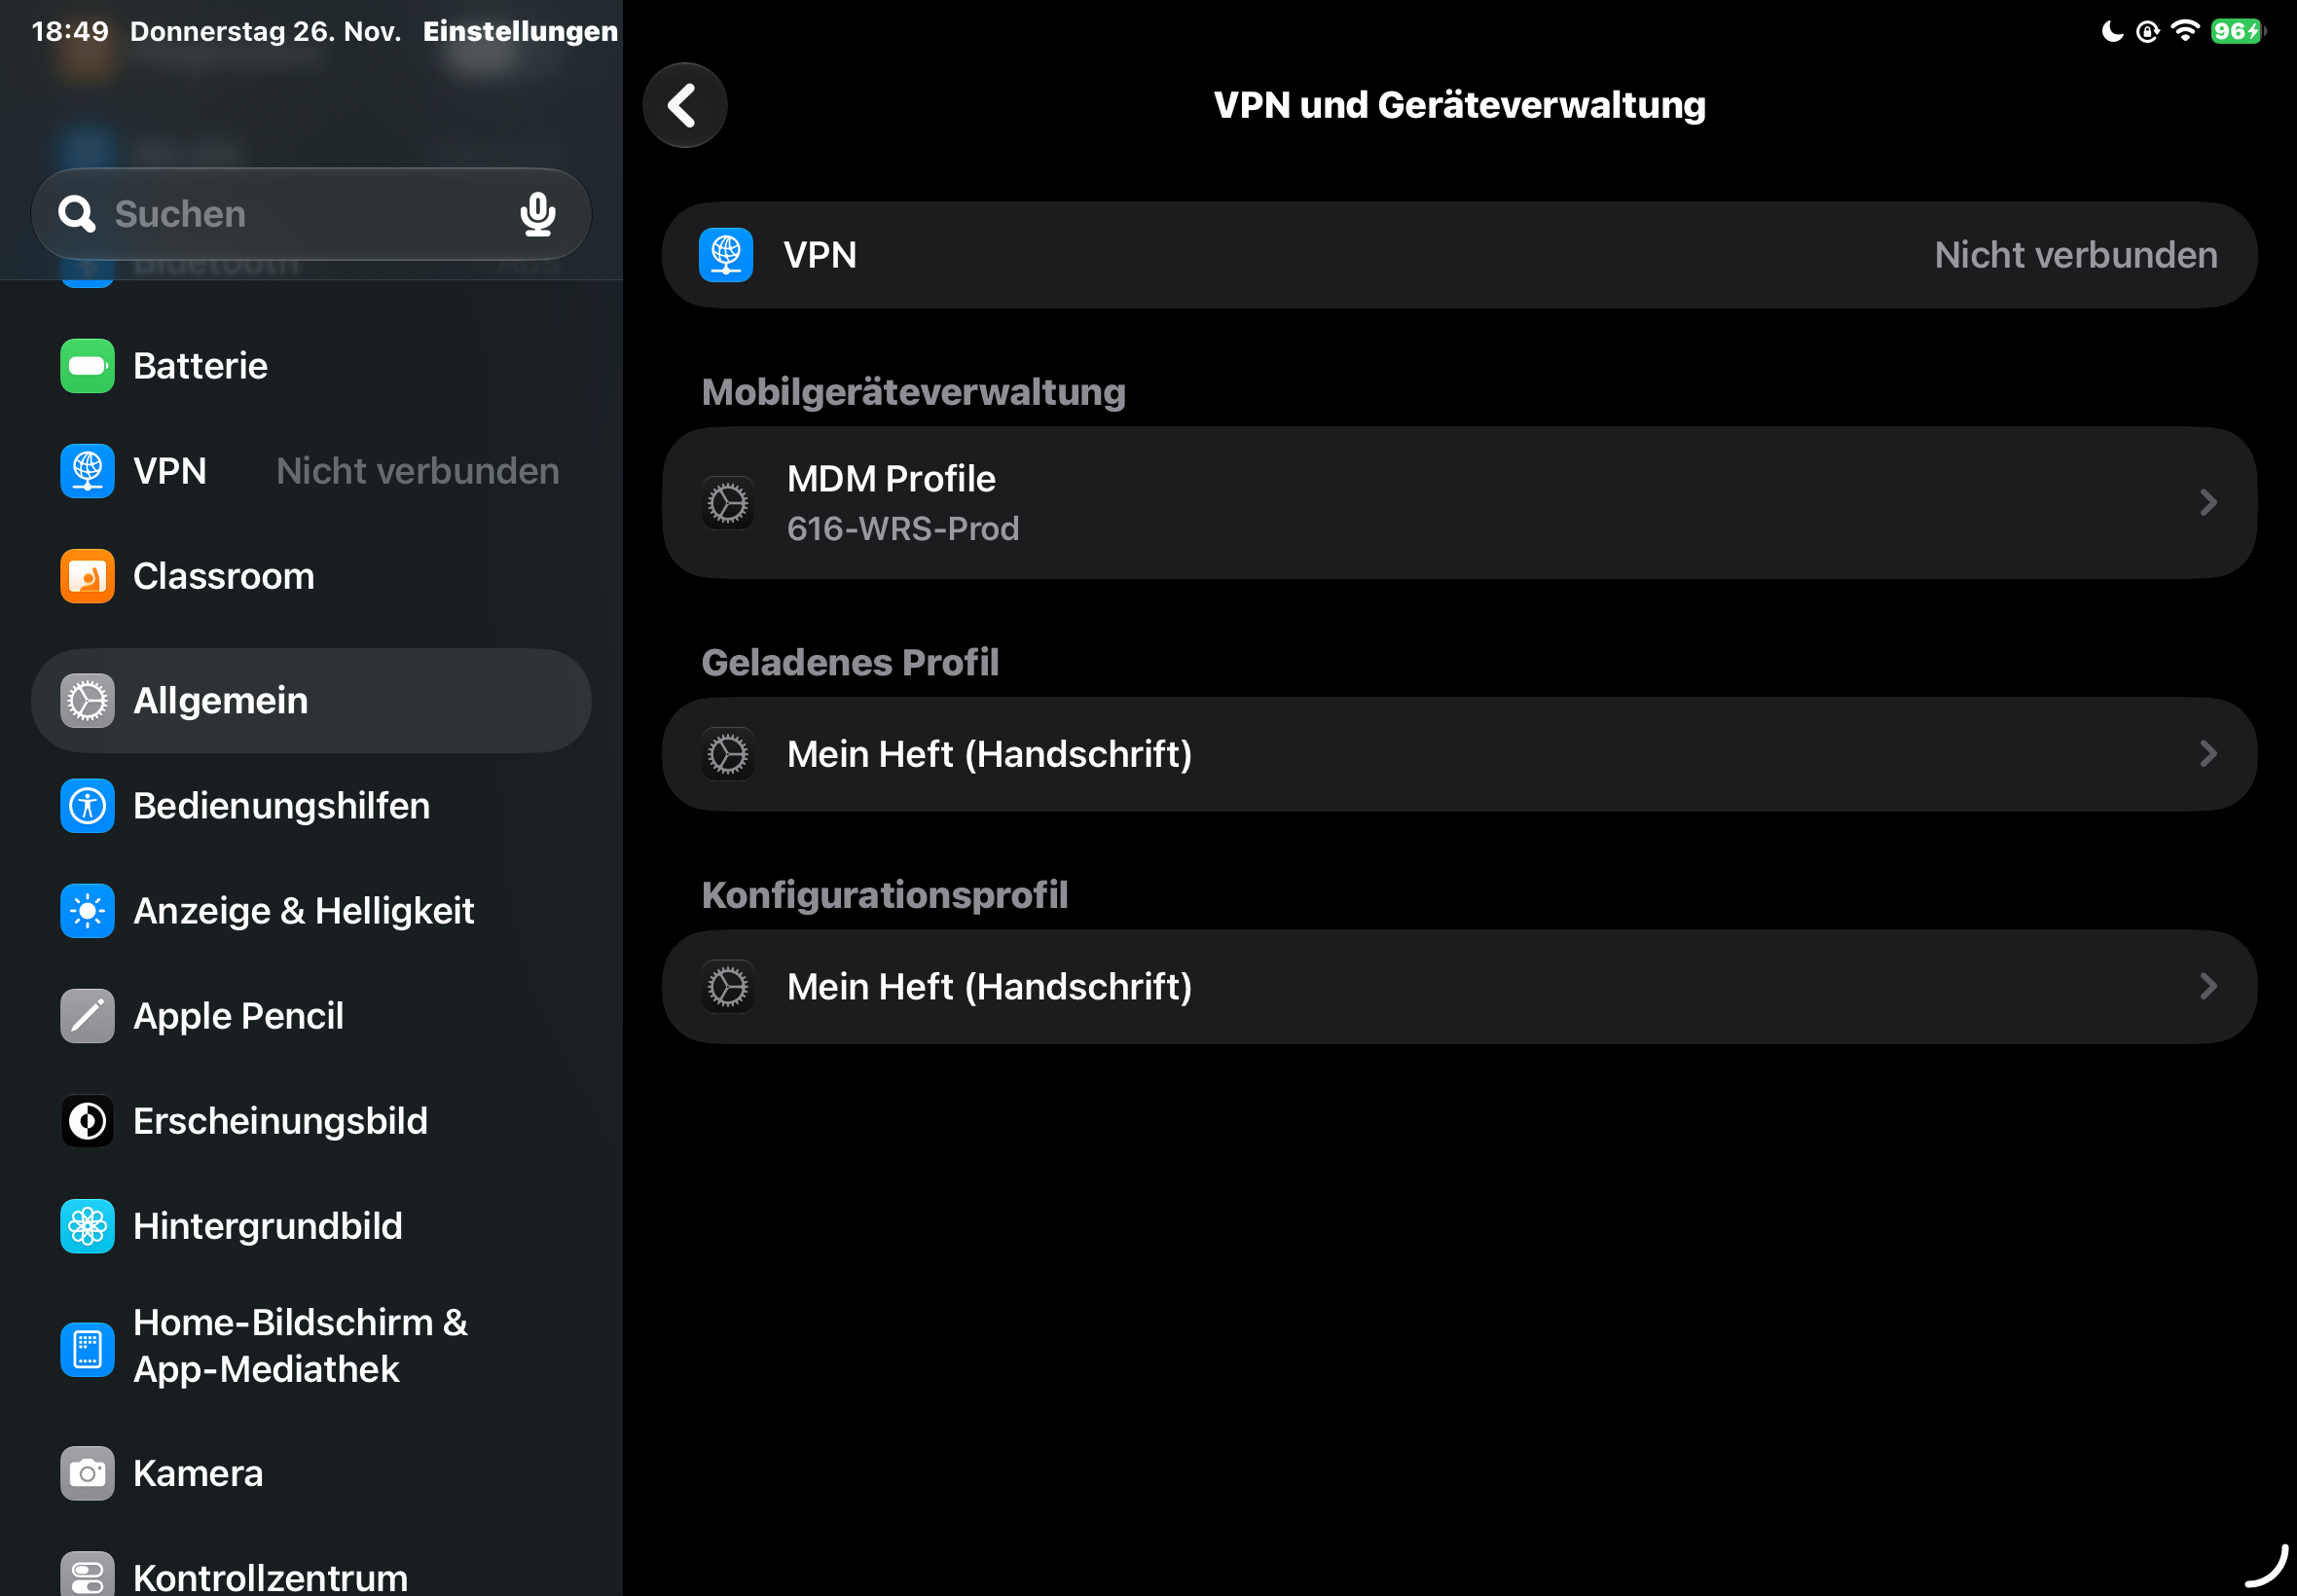 18:49 Donnerstag 26. Nov. Einstellungen
96
Suchen
Bluetooth Aus
Batterie
VPN Nicht verbunden
Classroom
Allgemein
Bedienungshilfen
Anzeige & Helligkeit
Apple Pencil
Erscheinungsbild
Hintergrundbild
Home-Bildschirm &
App-Mediathek
Kamera
Kontrollzentrum
VPN und Geräteverwaltung
VPN Nicht verbunden
Mobilgeräteverwaltung
MDM Profile
616-WRS-Prod
Geladenes Profil
Mein Heft (Handschrift)
Konfigurationsprofil
Mein Heft (Handschrift)